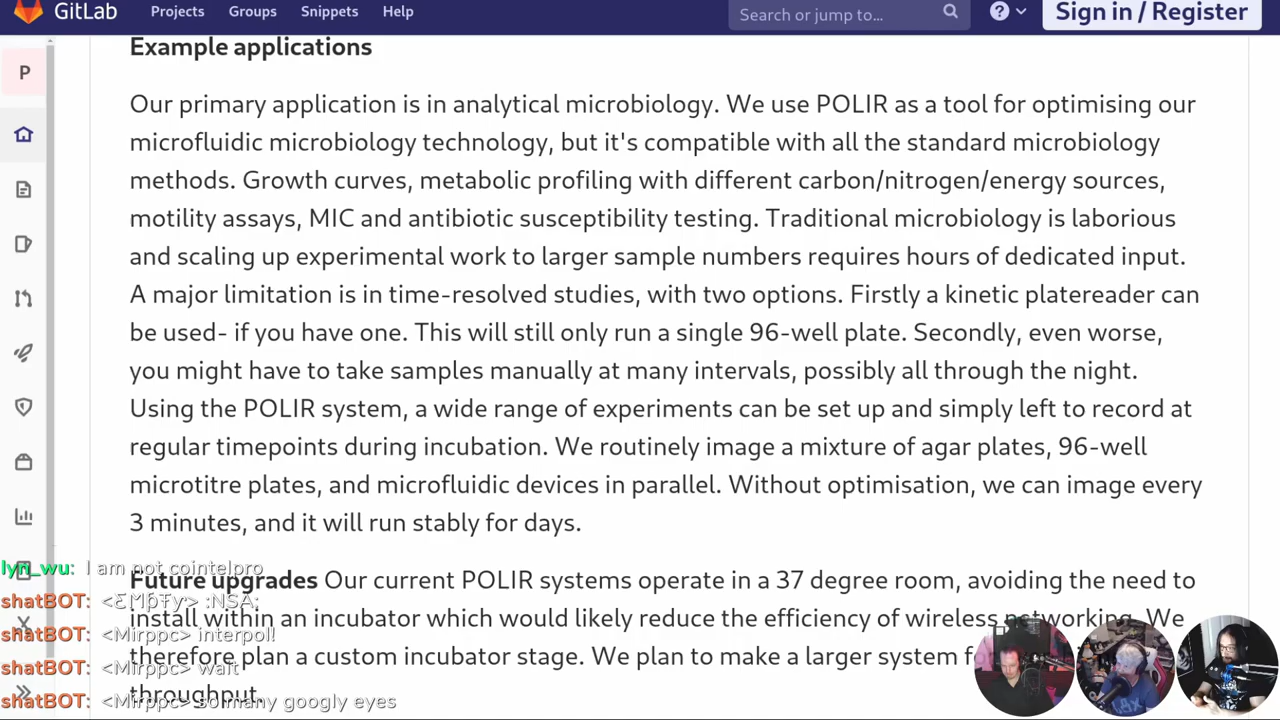 GitLab Projects Groups Snippets Help Search or jump to... Sign in / Register
P
Example applications
Our primary application is in analytical microbiology. We use POLIR as a tool for optimising our
microfluidic microbiology technology, but it's compatible with all the standard microbiology
methods. Growth curves, metabolic profiling with different carbon/nitrogen/energy sources,
motility assays, MIC and antibiotic susceptibility testing. Traditional microbiology is laborious
and scaling up experimental work to larger sample numbers requires hours of dedicated input.
A major limitation is in time-resolved studies, with two options. Firstly a kinetic platereader can
be used- if you have one. This will still only run a single 96-well plate. Secondly, even worse,
you might have to take samples manually at many intervals, possibly all through the night.
Using the POLIR system, a wide range of experiments can be set up and simply left to record at
regular timepoints during incubation. We routinely image a mixture of agar plates, 96-well
microtitre plates, and microfluidic devices in parallel. Without optimisation, we can image every
3 minutes, and it will run stably for days.
Future upgrades Our current POLIR systems operate in a 37 degree room, avoiding the need to
install within an incubator which would likely reduce the efficiency of wireless networking. We
therefore plan a custom incubator stage. We plan to make a larger system
throughput.
lyn_wu: I am not cointelpro
shatBOT: <ƐMƥŦy> :NSA:
shatBOT: <Mirppc> interpol!
shatBOT: <Mirppc> wait
shatBOT: <Mirppc> so many googly eyes